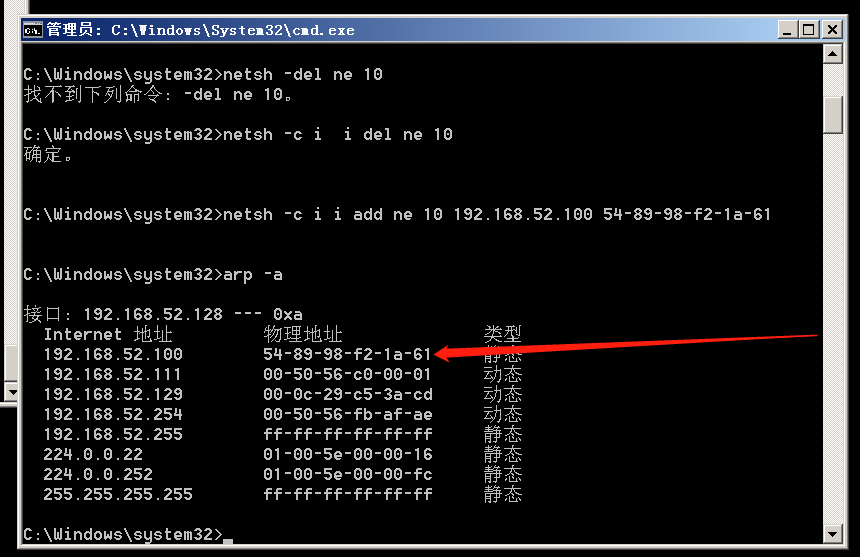 管理员: C:\Windows\System32\cmd.exe
C:\Windows\system32>netsh -del ne 10
找不到下列命令: -del ne 10。
C:\Windows\system32>netsh -c i  i del ne 10
确定。
C:\Windows\system32>netsh -c i i add ne 10 192.168.52.100 54-89-98-f2-1a-61
C:\Windows\system32>arp -a
接口: 192.168.52.128 --- 0xa
  Internet 地址         物理地址              类型
  192.168.52.100        54-89-98-f2-1a-61     静态
  192.168.52.111        00-50-56-c0-00-01     动态
  192.168.52.129        00-0c-29-c5-3a-cd     动态
  192.168.52.254        00-50-56-fb-af-ae     动态
  192.168.52.255        ff-ff-ff-ff-ff-ff     静态
  224.0.0.22            01-00-5e-00-00-16     静态
  224.0.0.252           01-00-5e-00-00-fc     静态
  255.255.255.255       ff-ff-ff-ff-ff-ff     静态
C:\Windows\system32>